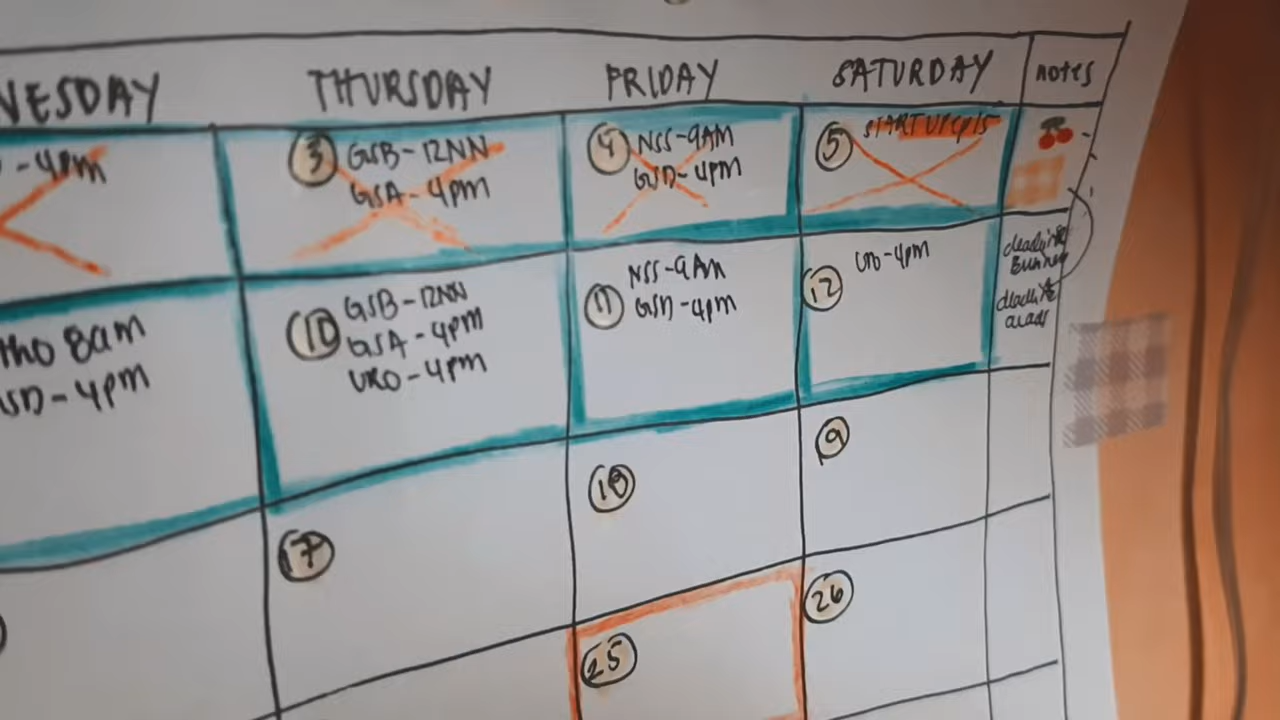 NESDAY THURSDAY FRIDAY SATURDAY notes
-4pm
3 GSB-12NN
GSA-4pm
4 NSS-9AM
GSD-4pm
5 STARTUP
8am
SD-4pm
10 GSB-12NN
GSA-4pm
URO-4pm
11 NSS-9Am
GSD-4pm
12 URO-4pm
deadline
deadline
acads
17
18
9
25
26